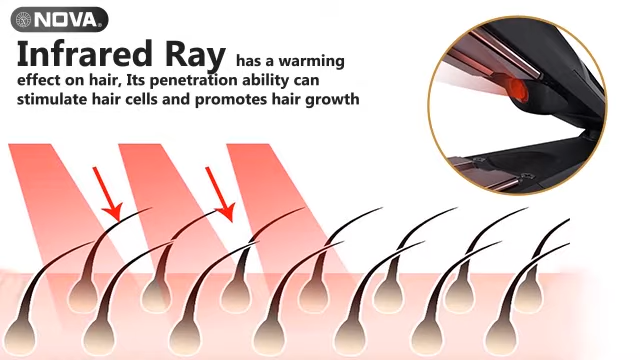 NOVA®
Infrared Ray has a warming
effect on hair, Its penetration ability can
stimulate hair cells and promotes hair growth